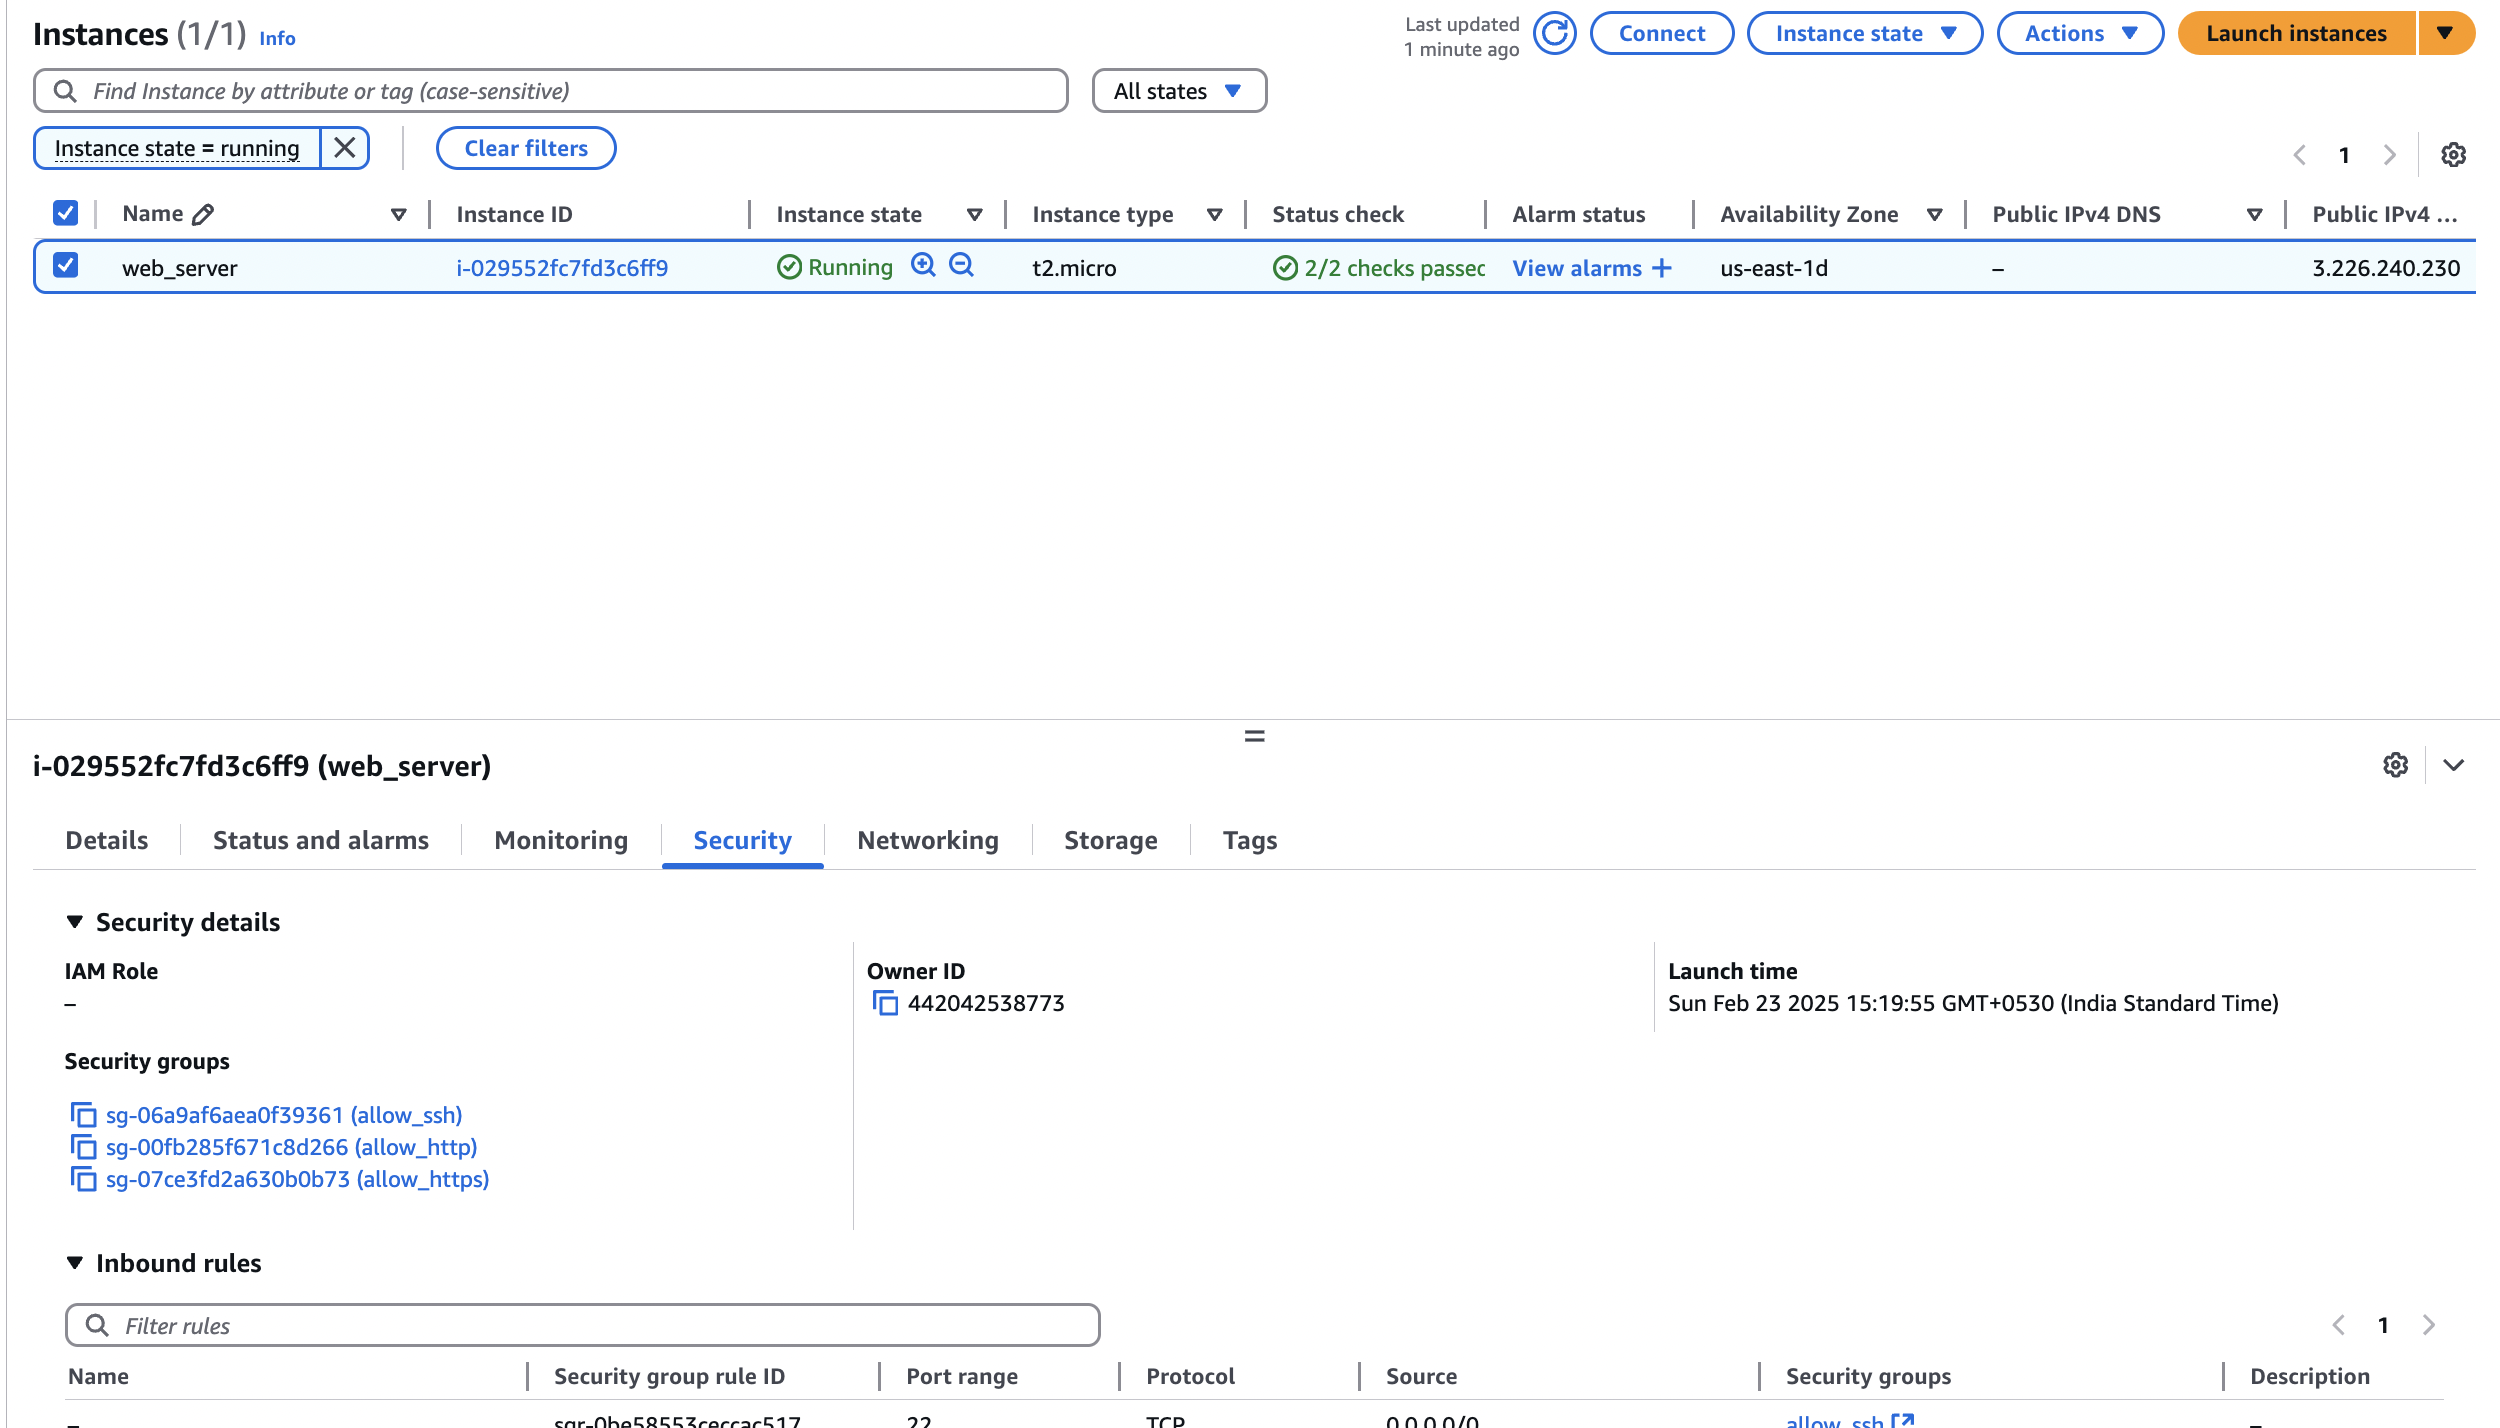 Instances (1/1) Info
Last updated
1 minute ago
Connect
Instance state
Actions
Launch instances
Find Instance by attribute or tag (case-sensitive)
All states
Instance state = running
Clear filters
1
Name Instance ID Instance state Instance type Status check Alarm status Availability Zone Public IPv4 DNS Public IPv4 ...
web_server i-029552fc7fd3c6ff9 Running t2.micro 2/2 checks passec View alarms + us-east-1d – 3.226.240.230
i-029552fc7fd3c6ff9 (web_server)
Details Status and alarms Monitoring Security Networking Storage Tags
Security details
IAM Role Owner ID Launch time
– 442042538773 Sun Feb 23 2025 15:19:55 GMT+0530 (India Standard Time)
Security groups
sg-06a9af6aea0f39361 (allow_ssh)
sg-00fb285f671c8d266 (allow_http)
sg-07ce3fd2a630b0b73 (allow_https)
Inbound rules
Filter rules
1
Name Security group rule ID Port range Protocol Source Security groups Description
– sgr-0be58553ceccac517 22 TCP 0.0.0.0/0 allow_ssh –